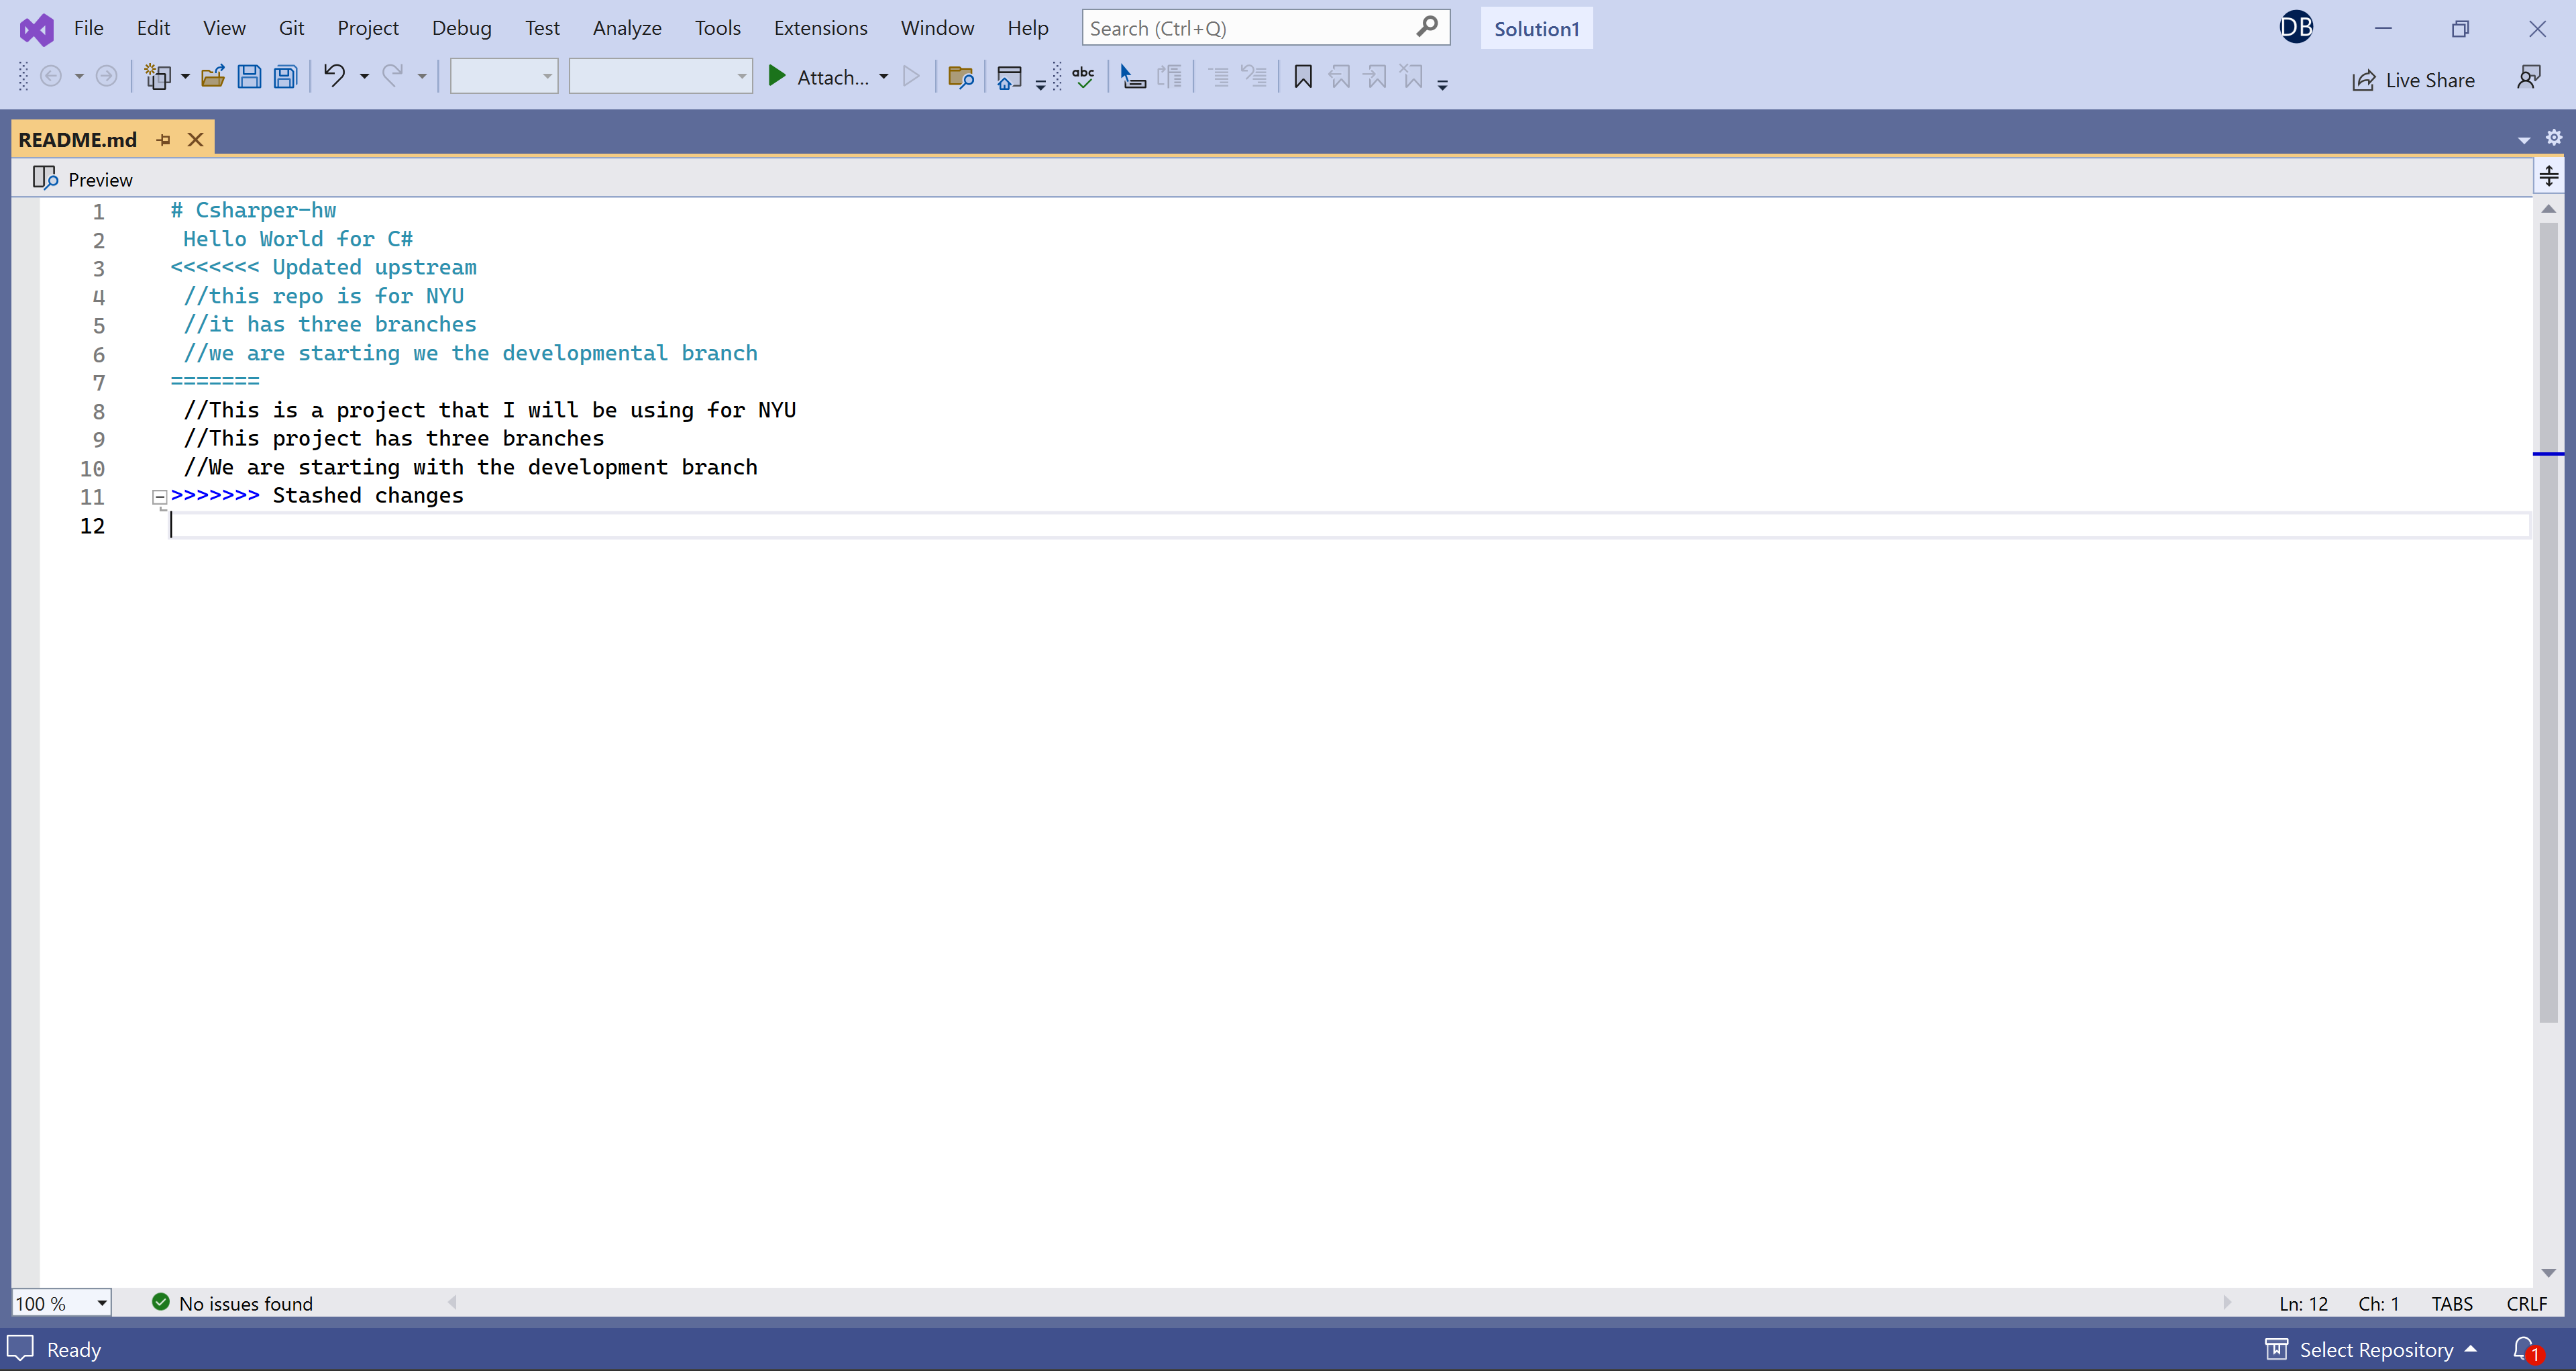 File Edit View Git Project Debug Test Analyze Tools Extensions Window Help Search (Ctrl+Q) Solution1 DB
Attach... abc Live Share
README.md
Preview
1 # Csharper-hw
2 Hello World for C#
3 <<<<<<< Updated upstream
4 //this repo is for NYU
5 //it has three branches
6 //we are starting we the developmental branch
7 =======
8 //This is a project that I will be using for NYU
9 //This project has three branches
10 //We are starting with the development branch
11 >>>>>>> Stashed changes
12
100 % No issues found Ln: 12 Ch: 1 TABS CRLF
Ready Select Repository 1